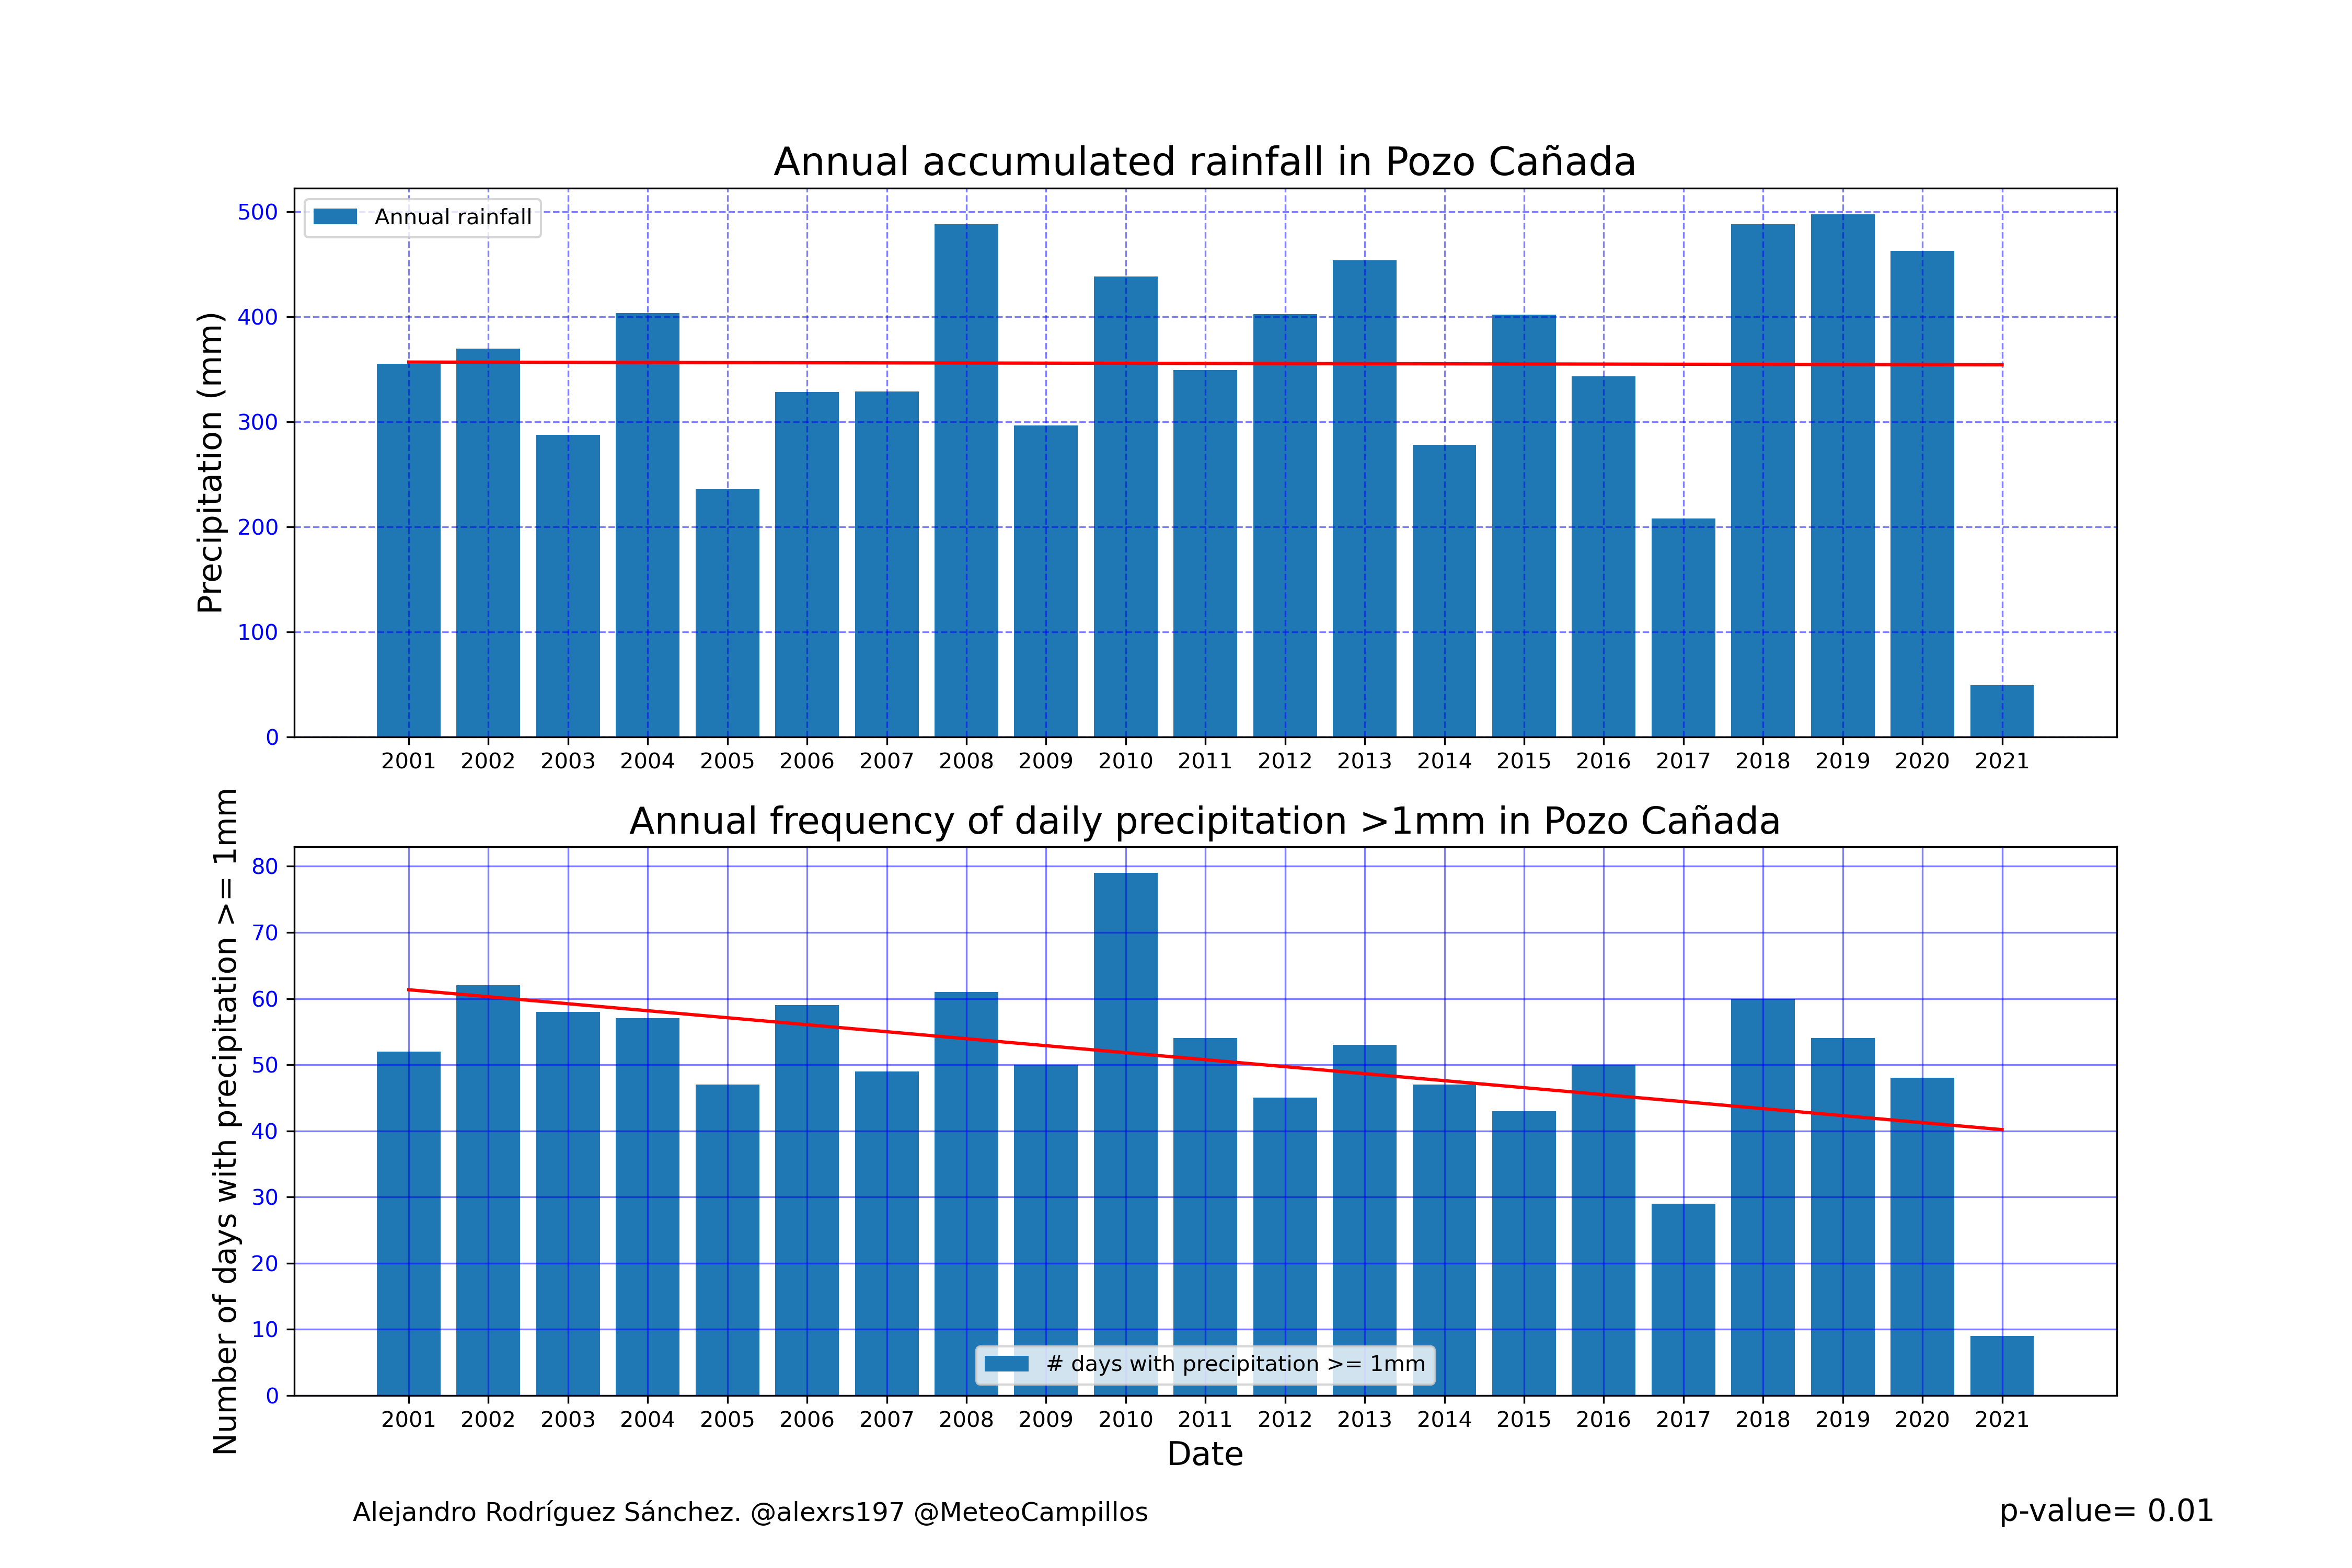 Annual accumulated rainfall in Pozo Cañada
Annual rainfall
Precipitation (mm)
500
400
300
200
100
0
2001 2002 2003 2004 2005 2006 2007 2008 2009 2010 2011 2012 2013 2014 2015 2016 2017 2018 2019 2020 2021
Annual frequency of daily precipitation >1mm in Pozo Cañada
Number of days with precipitation >= 1mm
80
70
60
50
40
30
20
10
0
# days with precipitation >= 1mm
2001 2002 2003 2004 2005 2006 2007 2008 2009 2010 2011 2012 2013 2014 2015 2016 2017 2018 2019 2020 2021
Date
Alejandro Rodríguez Sánchez. @alexrs197 @MeteoCampillos
p-value= 0.01